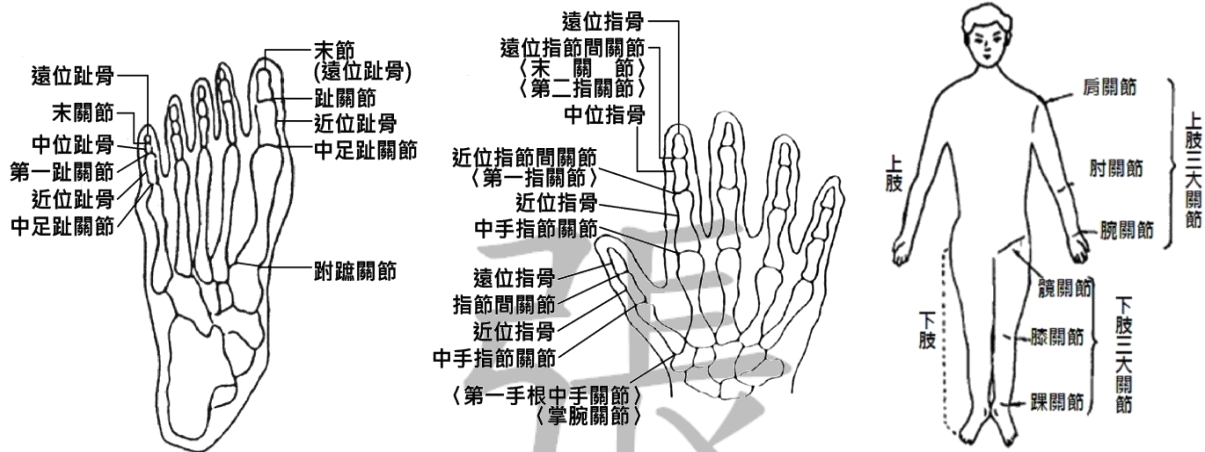 末節
(遠位趾骨)
遠位趾骨
趾關節
末關節
近位趾骨
中位趾骨
中足趾關節
第一趾關節
近位趾骨
中足趾關節
跗蹠關節
遠位指骨
遠位指節間關節
〈末關節〉
〈第二指關節〉
中位指骨
近位指節間關節
〈第一指關節〉
近位指骨
中手指節關節
遠位指骨
指節間關節
近位指骨
中手指節關節
〈第一手根中手關節〉
〈掌腕關節〉
張
肩關節
上肢
肘關節
上肢三大關節
腕關節
髖關節
下肢
膝關節
下肢三大關節
踝關節